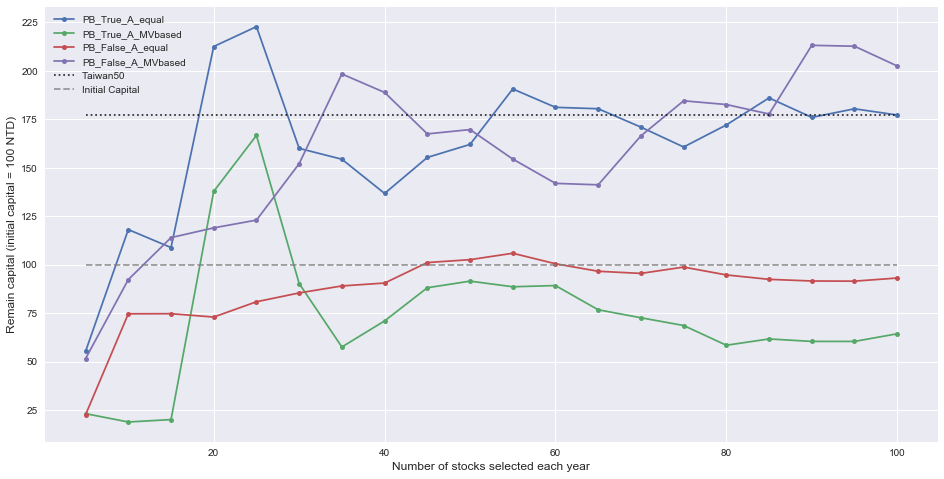 225
200
175
150
125
100
75
50
25
Remain capital (initial capital = 100 NTD)
PB_True_A_equal
PB_True_A_MVbased
PB_False_A_equal
PB_False_A_MVbased
Taiwan50
Initial Capital
20 40 60 80 100
Number of stocks selected each year